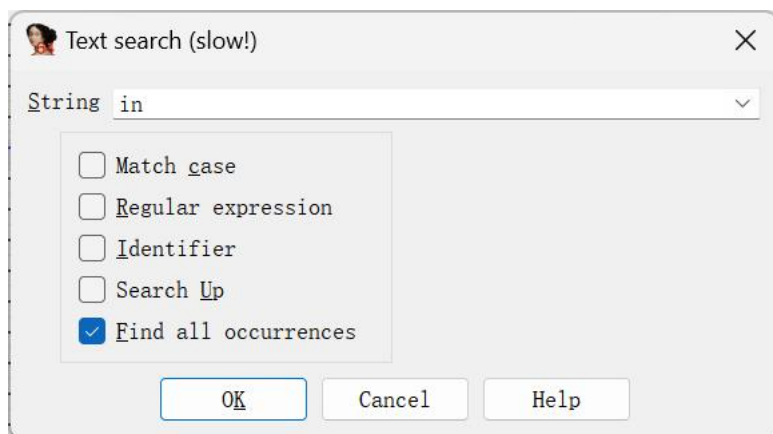 Text search (slow!)
String in
Match case
Regular expression
Identifier
Search Up
Find all occurrences
OK Cancel Help